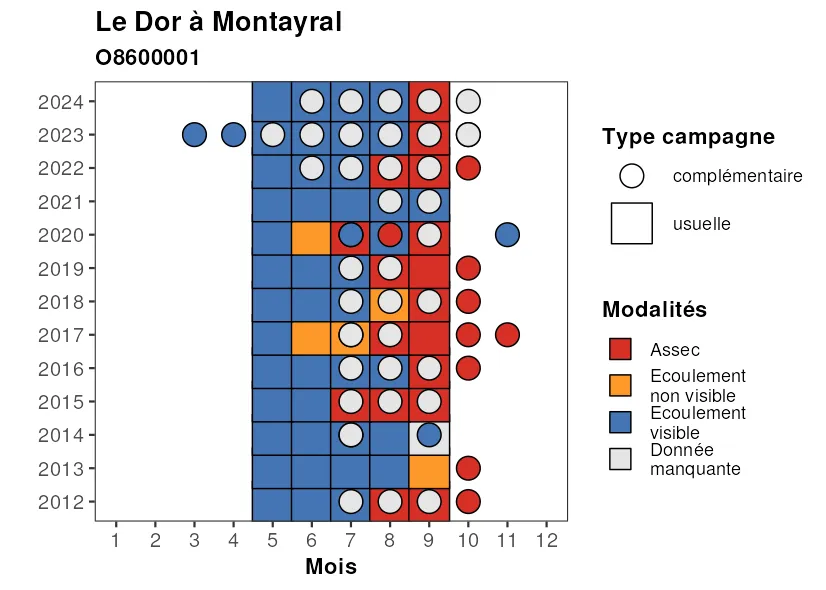 Le Dor à Montayral
O8600001
2024
2023
2022
2021
2020
2019
2018
2017
2016
2015
2014
2013
2012
1 2 3 4 5 6 7 8 9 10 11 12
Mois
Type campagne
complémentaire
usuelle
Modalités
Assec
Ecoulement
non visible
Ecoulement
visible
Donnée
manquante